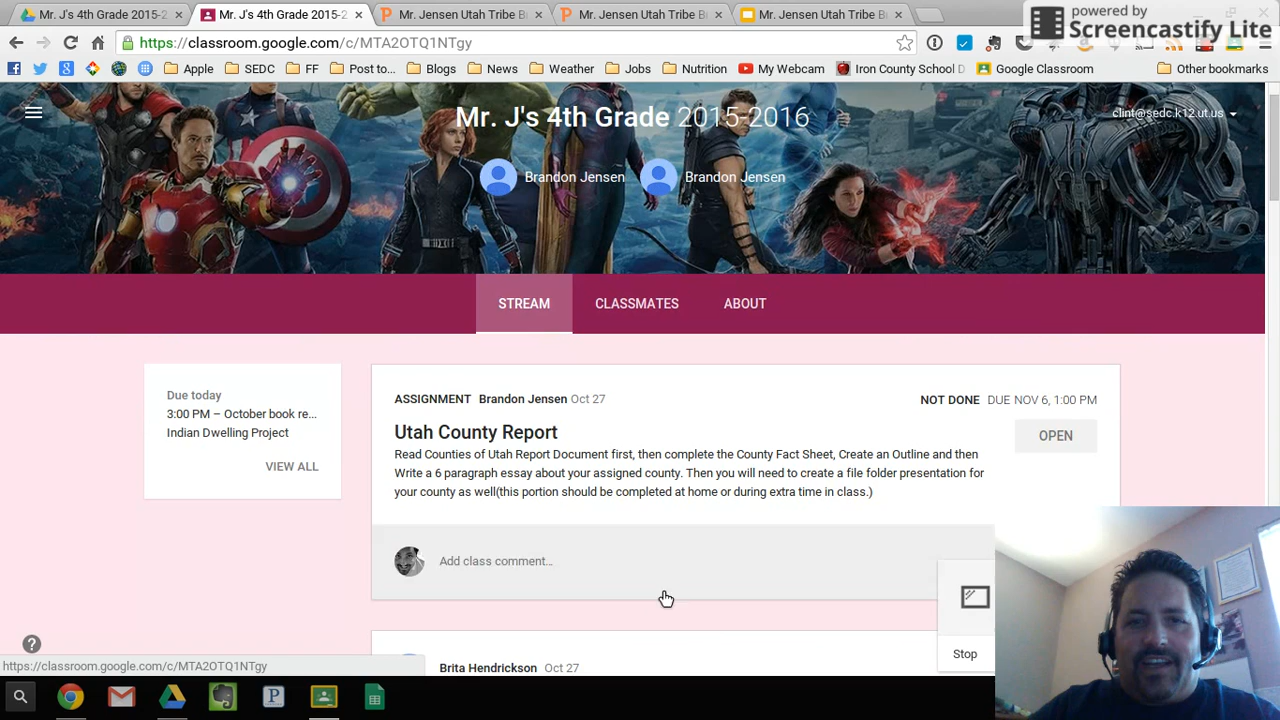 Mr. J's 4th Grade 2015-2
Mr. J's 4th Grade 2015-2
Mr. Jensen Utah Tribe B
Mr. Jensen Utah Tribe B
Mr. Jensen Utah Tribe B
powered by
Screencastify Lite
https://classroom.google.com/c/MTA2OTQ1NTgy
Apple
SEDC
FF
Post to...
Blogs
News
Weather
Jobs
Nutrition
My Webcam
Iron County School D
Google Classroom
Other bookmarks
Mr. J's 4th Grade 2015-2016
clint@sedc.k12.ut.us
Brandon Jensen
Brandon Jensen
STREAM
CLASSMATES
ABOUT
Due today
3:00 PM – October book re...
Indian Dwelling Project
VIEW ALL
ASSIGNMENT Brandon Jensen Oct 27
NOT DONE DUE NOV 6, 1:00 PM
Utah County Report
OPEN
Read Counties of Utah Report Document first, then complete the County Fact Sheet, Create an Outline and then
Write a 6 paragraph essay about your assigned county. Then you will need to create a file folder presentation for
your county as well(this portion should be completed at home or during extra time in class.)
Add class comment...
Stop
Brita Hendrickson Oct 27
https://classroom.google.com/c/MTA2OTQ1NTgy